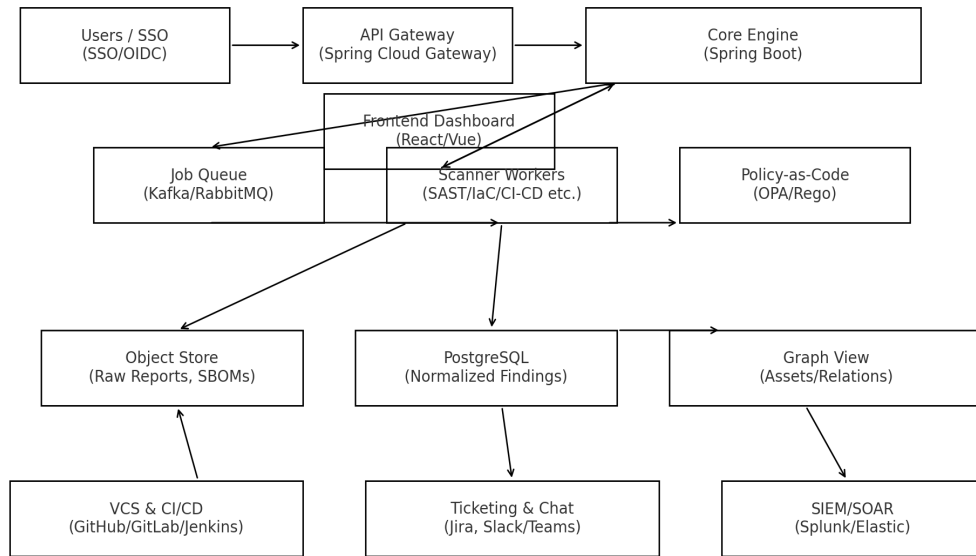 Users / SSO
(SSO/OIDC)
API Gateway
(Spring Cloud Gateway)
Core Engine
(Spring Boot)
Frontend Dashboard
(React/Vue)
Job Queue
(Kafka/RabbitMQ)
Scanner Workers
(SAST/IaC/CI-CD etc.)
Policy-as-Code
(OPA/Rego)
Object Store
(Raw Reports, SBOMs)
PostgreSQL
(Normalized Findings)
Graph View
(Assets/Relations)
VCS & CI/CD
(GitHub/GitLab/Jenkins)
Ticketing & Chat
(Jira, Slack/Teams)
SIEM/SOAR
(Splunk/Elastic)